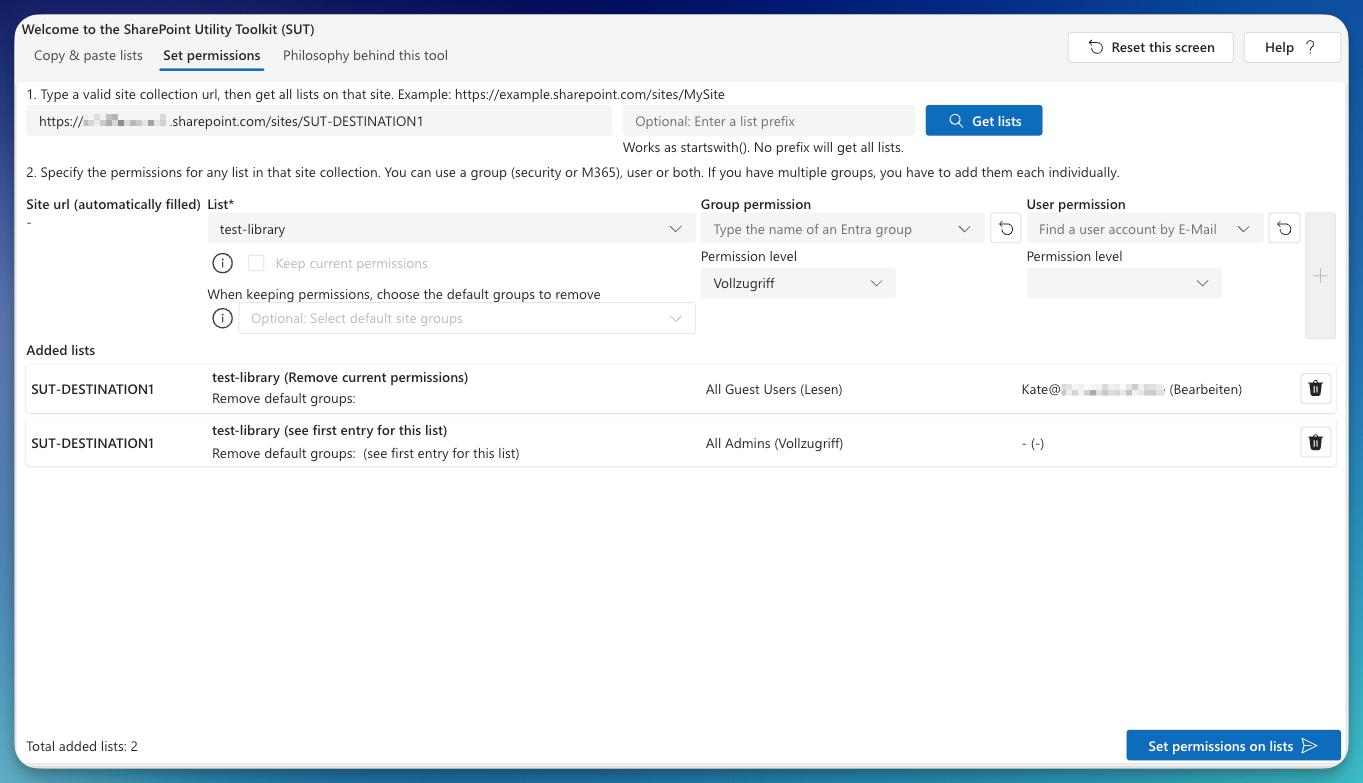 Welcome to the SharePoint Utility Toolkit (SUT)
Copy & paste lists Set permissions Philosophy behind this tool
Reset this screen Help ?
1. Type a valid site collection url, then get all lists on that site. Example: https://example.sharepoint.com/sites/MySite
https:// .sharepoint.com/sites/SUT-DESTINATION1 Optional: Enter a list prefix Get lists
Works as startswith(). No prefix will get all lists.
2. Specify the permissions for any list in that site collection. You can use a group (security or M365), user or both. If you have multiple groups, you have to add them each individually.
Site url (automatically filled) List* Group permission User permission
- test-library Type the name of an Entra group Find a user account by E-Mail
Permission level Permission level
Keep current permissions
Vollzugriff
When keeping permissions, choose the default groups to remove
Optional: Select default site groups
Added lists
test-library (Remove current permissions)
SUT-DESTINATION1 All Guest Users (Lesen) Kate@ (Bearbeiten)
Remove default groups:
test-library (see first entry for this list)
SUT-DESTINATION1 All Admins (Vollzugriff) - (-)
Remove default groups: (see first entry for this list)
Total added lists: 2 Set permissions on lists